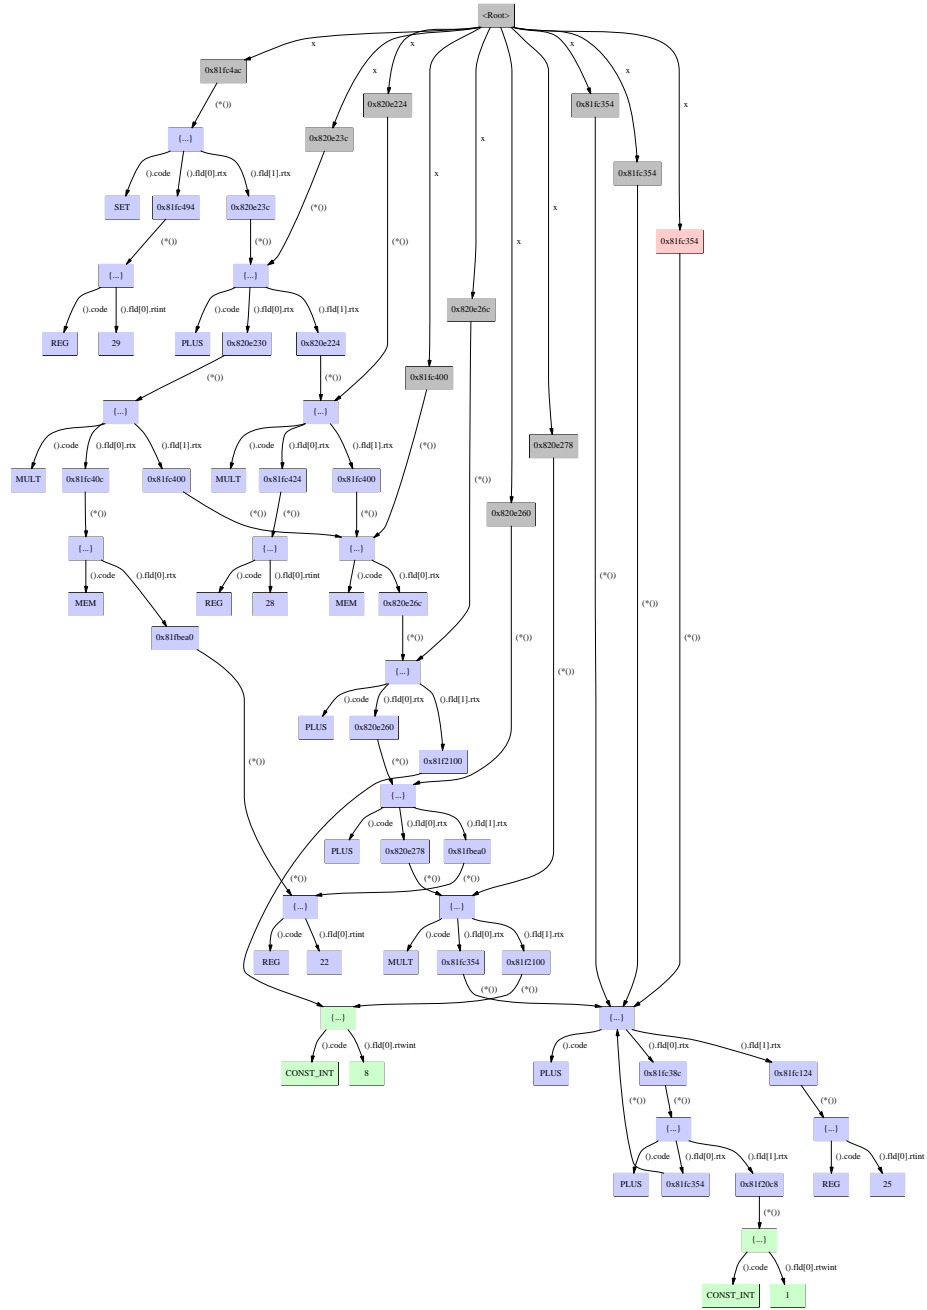 <Root>
x x x x x
0x81fc4ac x x
0x820e224 0x81fc354
(*()) x
{...} 0x820e23c x
().code ().fld[0].rtx ().fld[1].rtx x 0x81fc354
SET 0x81fc494 0x820e23c (*()) x
(*()) (*()) (*()) x 0x81fc354
{...} {...}
().code ().fld[0].rtint ().code ().fld[0].rtx ().fld[1].rtx 0x820e26c
REG 29 PLUS 0x820e230 0x820e224
(*()) (*()) 0x81fc400
{...} {...}
().code ().fld[0].rtx ().fld[1].rtx ().code ().fld[0].rtx ().fld[1].rtx (*()) 0x820e278
MULT 0x81fc40c 0x81fc400 MULT 0x81fc424 0x81fc400 (*())
(*()) (*()) (*()) (*()) 0x820e260
{...} {...} {...}
().code ().fld[0].rtx ().code ().fld[0].rtint ().code ().fld[0].rtx (*())
MEM REG 28 MEM 0x820e26c (*())
0x81fbea0 (*()) (*())
{...} (*())
().code ().fld[0].rtx ().fld[1].rtx
PLUS 0x820e260
(*()) (*()) 0x81f2100
{...}
().code ().fld[0].rtx ().fld[1].rtx
PLUS 0x820e278 0x81fbea0
(*()) (*()) (*())
{...} {...}
().code ().fld[0].rtint ().code ().fld[0].rtx ().fld[1].rtx
REG 22 MULT 0x81fc354 0x81f2100
(*()) (*())
{...} {...}
().code ().fld[0].rtwint ().code ().fld[0].rtx ().fld[1].rtx
CONST_INT 8 PLUS 0x81fc38c 0x81fc124
(*()) (*()) (*())
{...} {...}
().code ().fld[0].rtx ().fld[1].rtx ().code ().fld[0].rtint
PLUS 0x81fc354 0x81f20c8 REG 25
(*())
{...}
().code ().fld[0].rtwint
CONST_INT 1